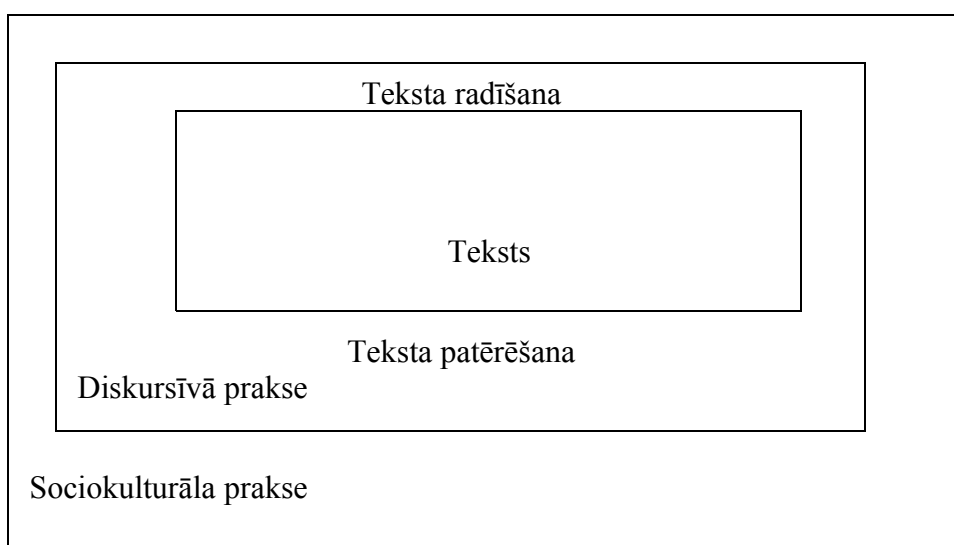 Teksta radīšana
Teksts
Teksta patērēšana
Diskursīvā prakse
Sociokulturāla prakse